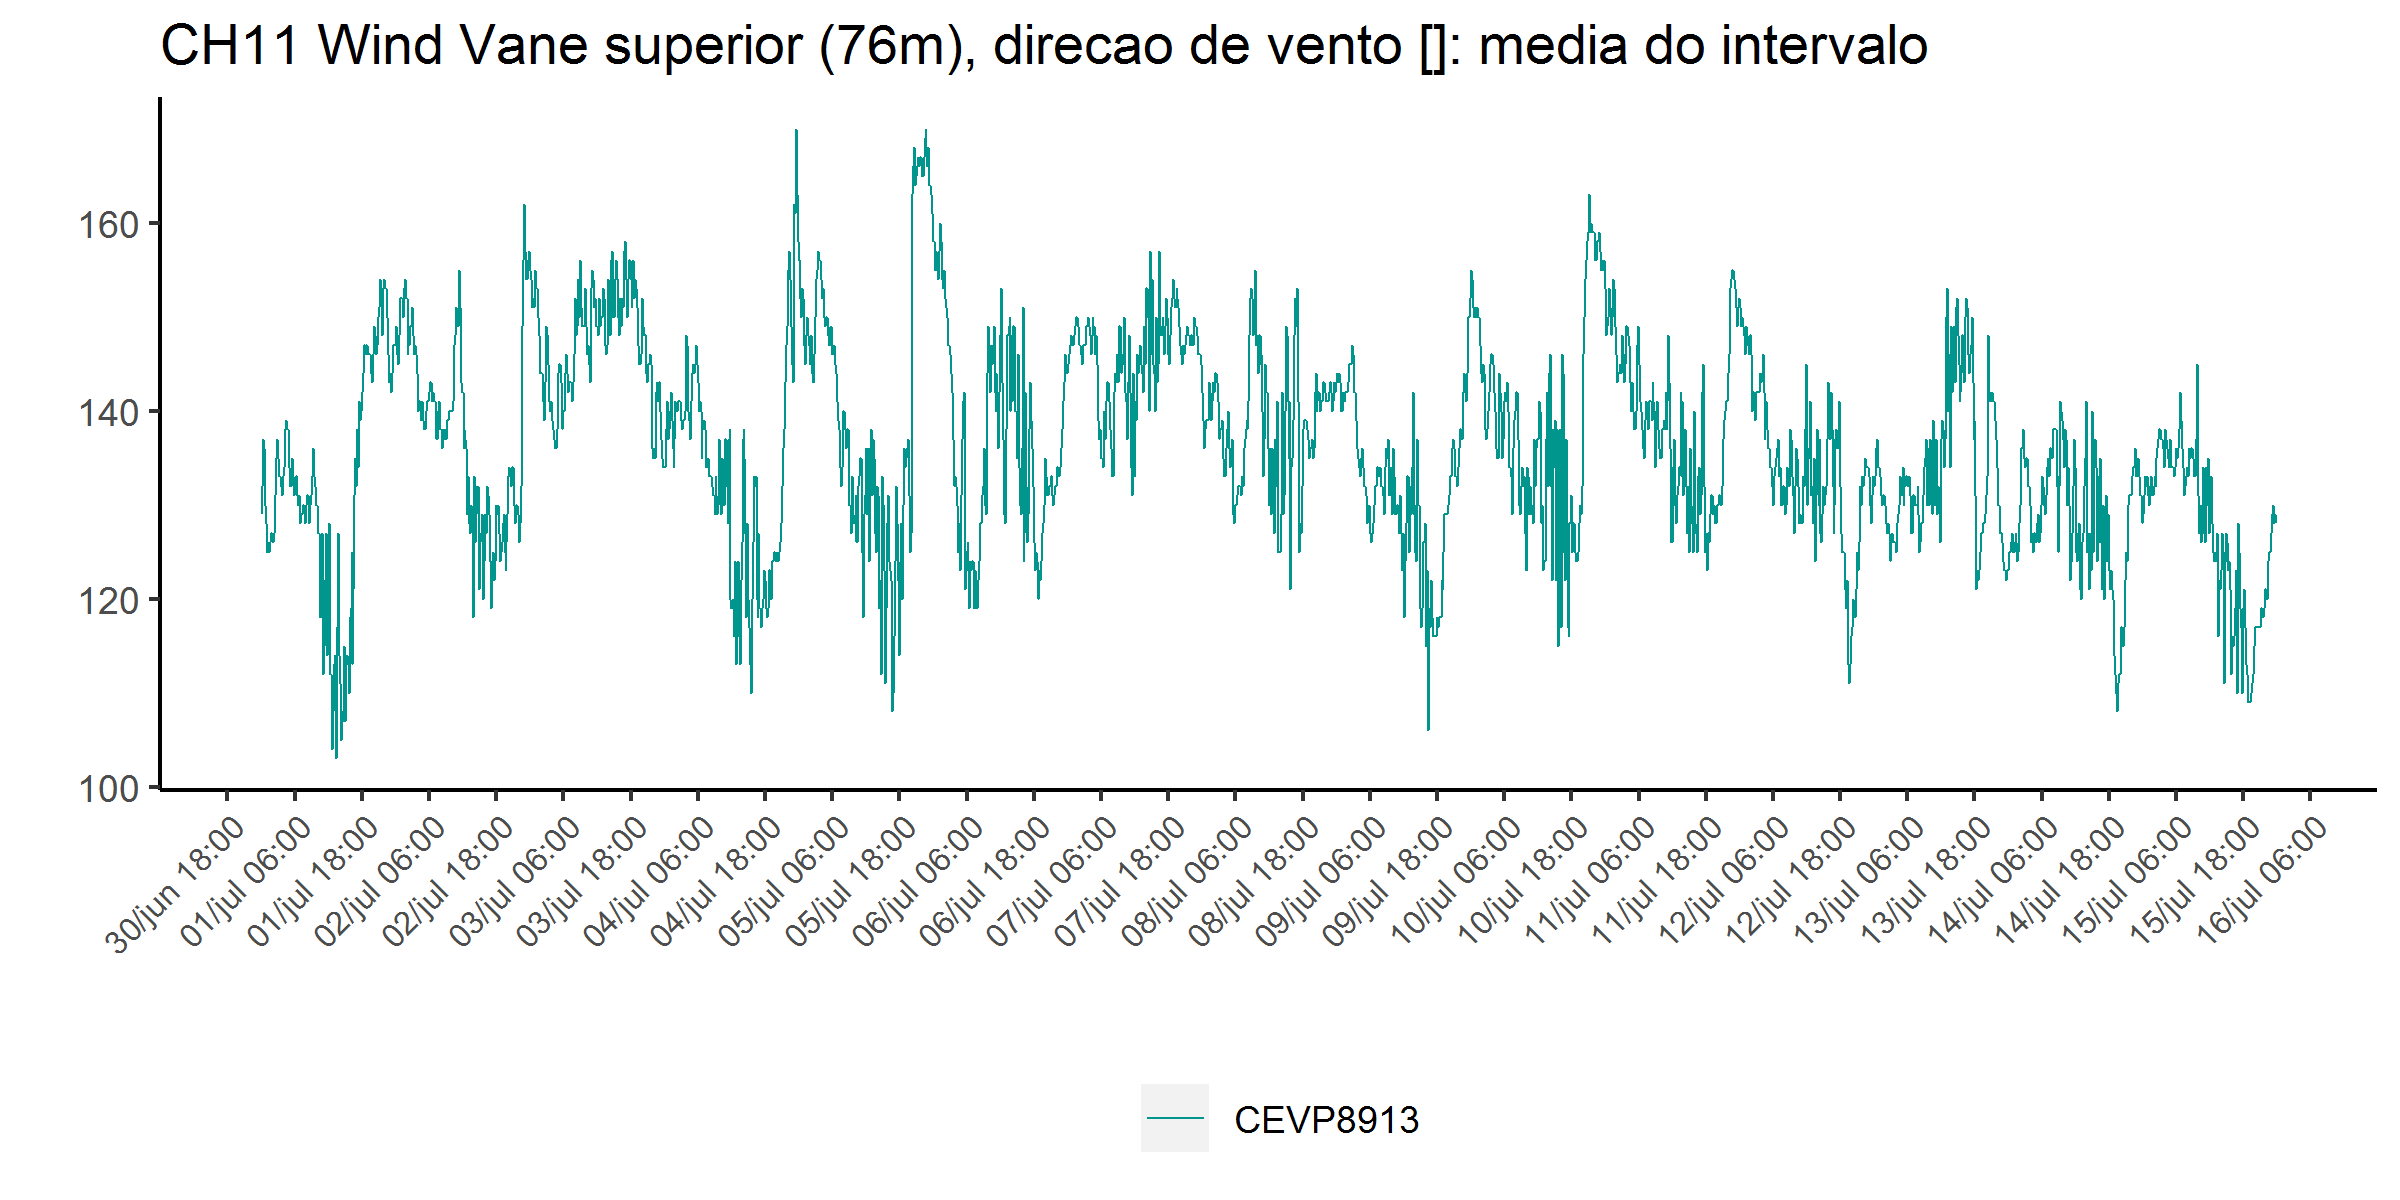 CH11 Wind Vane superior (76m), direcao de vento []: media do intervalo
160
140
120
100
30/jun 18:00
01/jul 06:00
01/jul 18:00
02/jul 06:00
02/jul 18:00
03/jul 06:00
03/jul 18:00
04/jul 06:00
04/jul 18:00
05/jul 06:00
05/jul 18:00
06/jul 06:00
06/jul 18:00
07/jul 06:00
07/jul 18:00
08/jul 06:00
08/jul 18:00
09/jul 06:00
09/jul 18:00
10/jul 06:00
10/jul 18:00
11/jul 06:00
11/jul 18:00
12/jul 06:00
12/jul 18:00
13/jul 06:00
13/jul 18:00
14/jul 06:00
14/jul 18:00
15/jul 06:00
15/jul 18:00
16/jul 06:00
CEVP8913